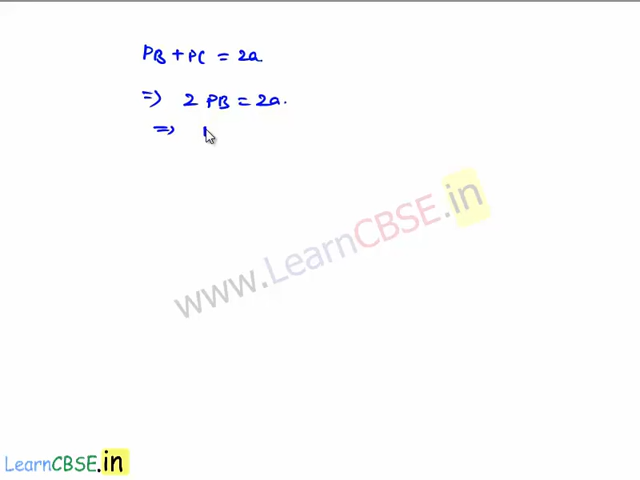 PB + PC = 2a
=> 2 PB = 2a.
=>
www.LearnCBSE.in
LearnCBSE.in